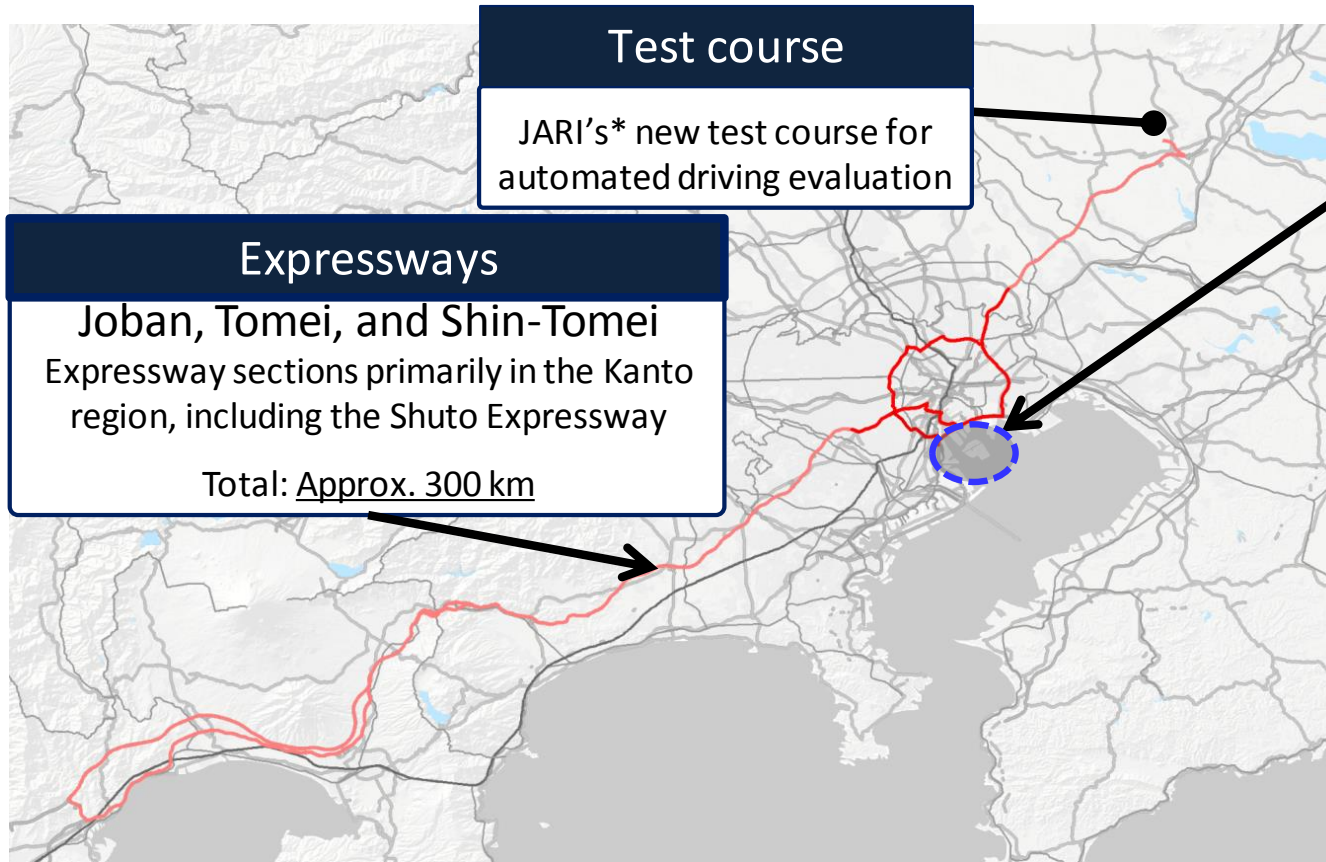 Test course
JARI’s* new test course for
automated driving evaluation
Expressways
Joban, Tomei, and Shin-Tomei
Expressway sections primarily in the Kanto
region, including the Shuto Expressway
Total: Approx. 300 km